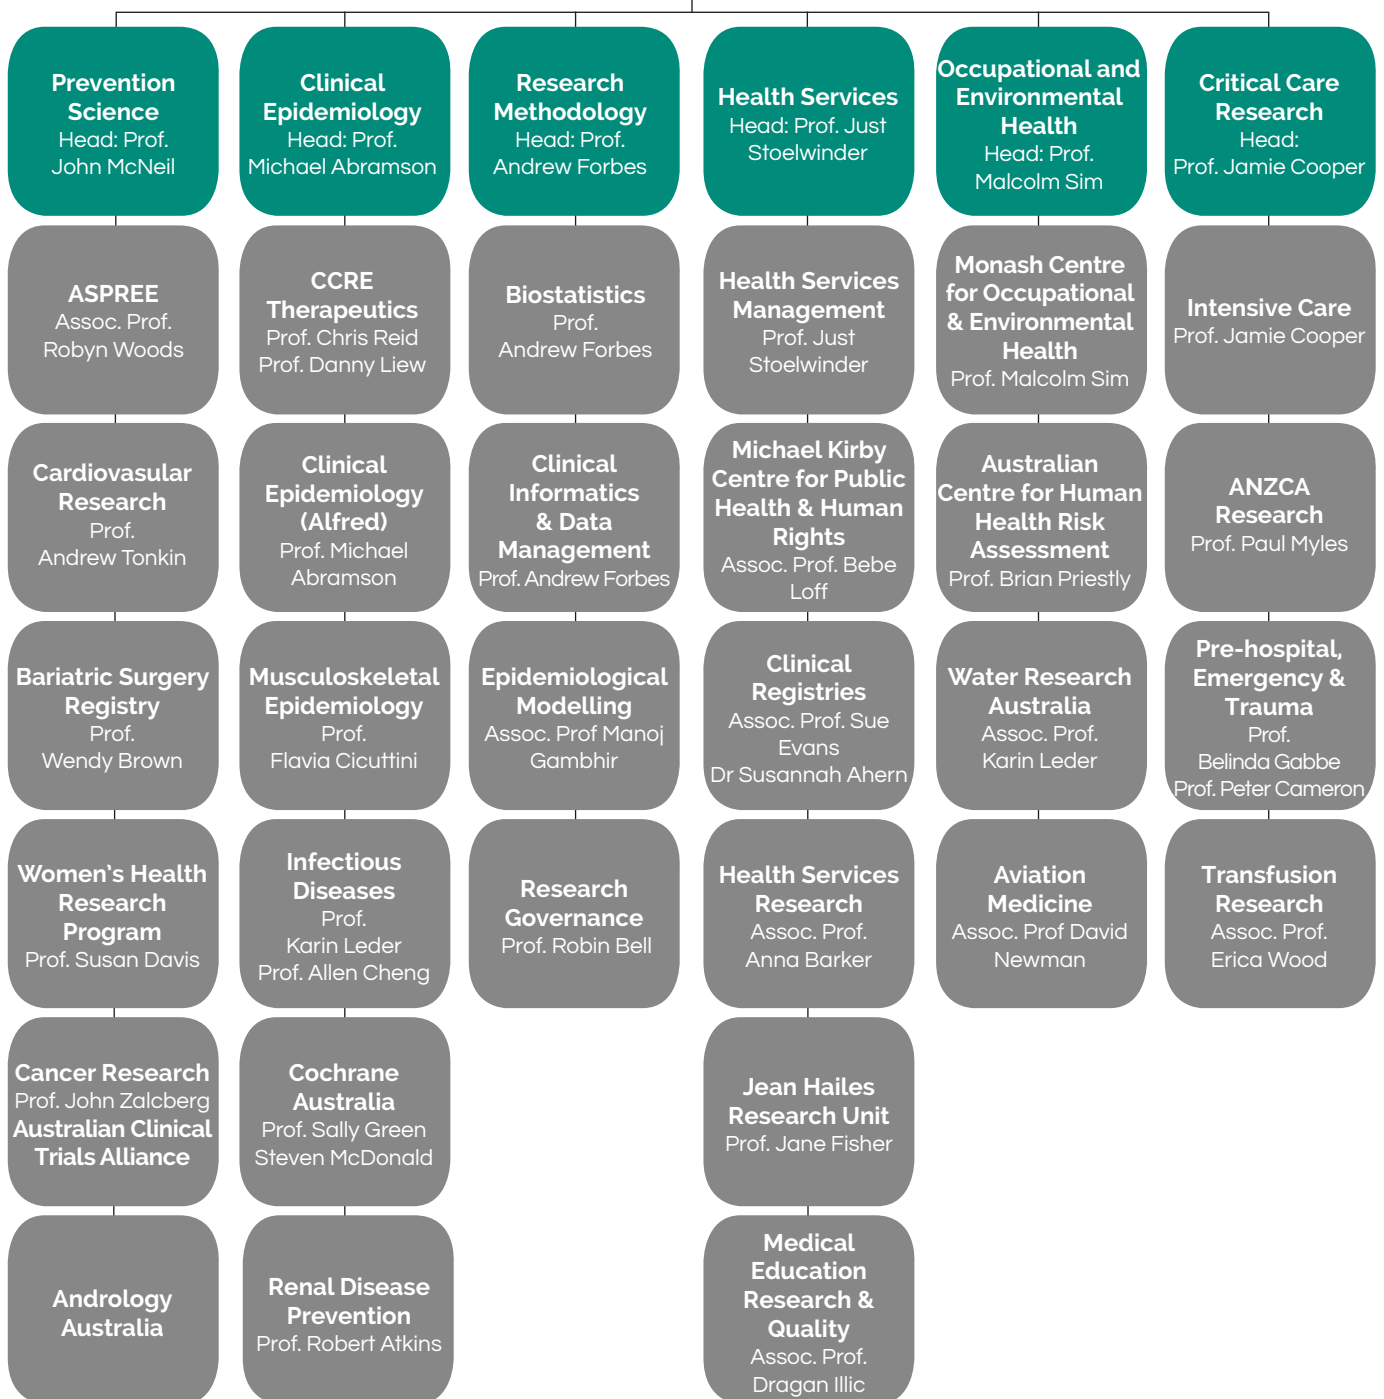 Prevention
Science
Head: Prof.
John McNeil
ASPREE
Assoc. Prof.
Robyn Woods
Cardiovasular
Research
Prof.
Andrew Tonkin
Bariatric Surgery
Registry
Prof.
Wendy Brown
Women's Health
Research
Program
Prof. Susan Davis
Cancer Research
Prof. John Zalcberg
Australian Clinical
Trials Alliance
Andrology
Australia
Clinical
Epidemiology
Head: Prof.
Michael Abramson
CCRE
Therapeutics
Prof. Chris Reid
Prof. Danny Liew
Clinical
Epidemiology
(Alfred)
Prof. Michael
Abramson
Musculoskeletal
Epidemiology
Prof.
Flavia Cicuttini
Infectious
Diseases
Prof.
Karin Leder
Prof. Allen Cheng
Cochrane
Australia
Prof. Sally Green
Steven McDonald
Renal Disease
Prevention
Prof. Robert Atkins
Research
Methodology
Head: Prof.
Andrew Forbes
Biostatistics
Prof.
Andrew Forbes
Clinical
Informatics
& Data
Management
Prof. Andrew Forbes
Epidemiological
Modelling
Assoc. Prof Manoj
Gambhir
Research
Governance
Prof. Robin Bell
Health Services
Head: Prof. Just
Stoelwinder
Health Services
Management
Prof. Just
Stoelwinder
Michael Kirby
Centre for Public
Health & Human
Rights
Assoc. Prof. Bebe
Loff
Clinical
Registries
Assoc. Prof. Sue
Evans
Dr Susannah Ahern
Health Services
Research
Assoc. Prof.
Anna Barker
Jean Hailes
Research Unit
Prof. Jane Fisher
Medical
Education
Research &
Quality
Assoc. Prof.
Dragan Illic
Occupational and
Environmental
Health
Head: Prof.
Malcolm Sim
Monash Centre
for Occupational
& Environmental
Health
Prof. Malcolm Sim
Australian
Centre for Human
Health Risk
Assessment
Prof. Brian Priestly
Water Research
Australia
Assoc. Prof.
Karin Leder
Aviation
Medicine
Assoc. Prof David
Newman
Critical Care
Research
Head:
Prof. Jamie Cooper
Intensive Care
Prof. Jamie Cooper
ANZCA
Research
Prof. Paul Myles
Pre-hospital,
Emergency &
Trauma
Prof.
Belinda Gabbe
Prof. Peter Cameron
Transfusion
Research
Assoc. Prof.
Erica Wood